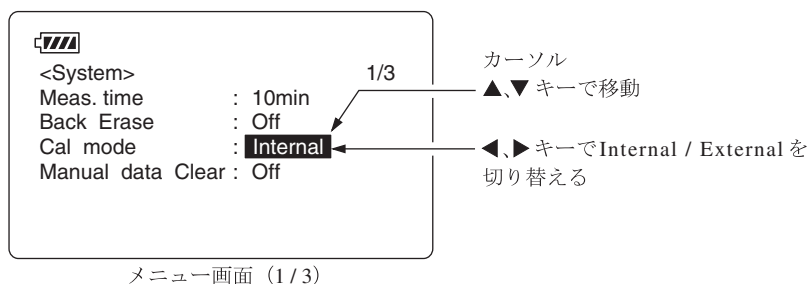 <System> 1/3
Meas. time : 10min
Back Erase : Off
Cal mode : Internal
Manual data Clear : Off
メニュー画面（1/3）
カーソル
▲、▼ キーで移動
◀、▶ キーでInternal / Externalを
切り替える